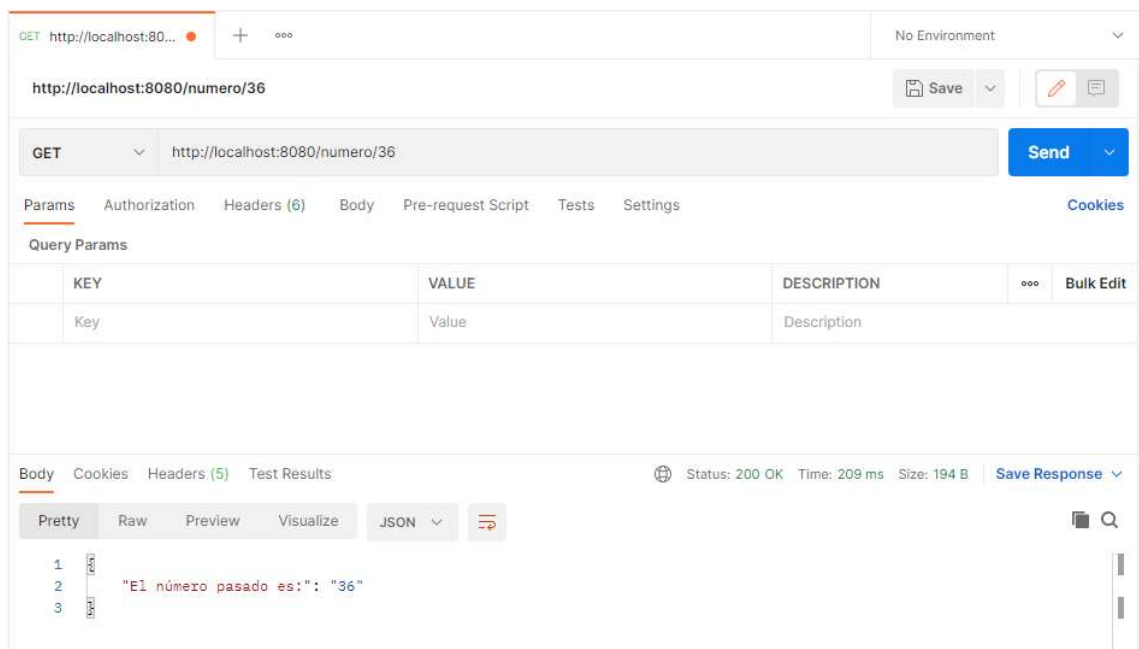 GET http://localhost:80... No Environment
http://localhost:8080/numero/36 Save
GET http://localhost:8080/numero/36 Send
Params Authorization Headers (6) Body Pre-request Script Tests Settings Cookies
Query Params
KEY VALUE DESCRIPTION ooo Bulk Edit
Key Value Description
Body Cookies Headers (5) Test Results Status: 200 OK Time: 209 ms Size: 194 B Save Response
Pretty Raw Preview Visualize JSON
1 {
2 "El número pasado es:": "36"
3 }